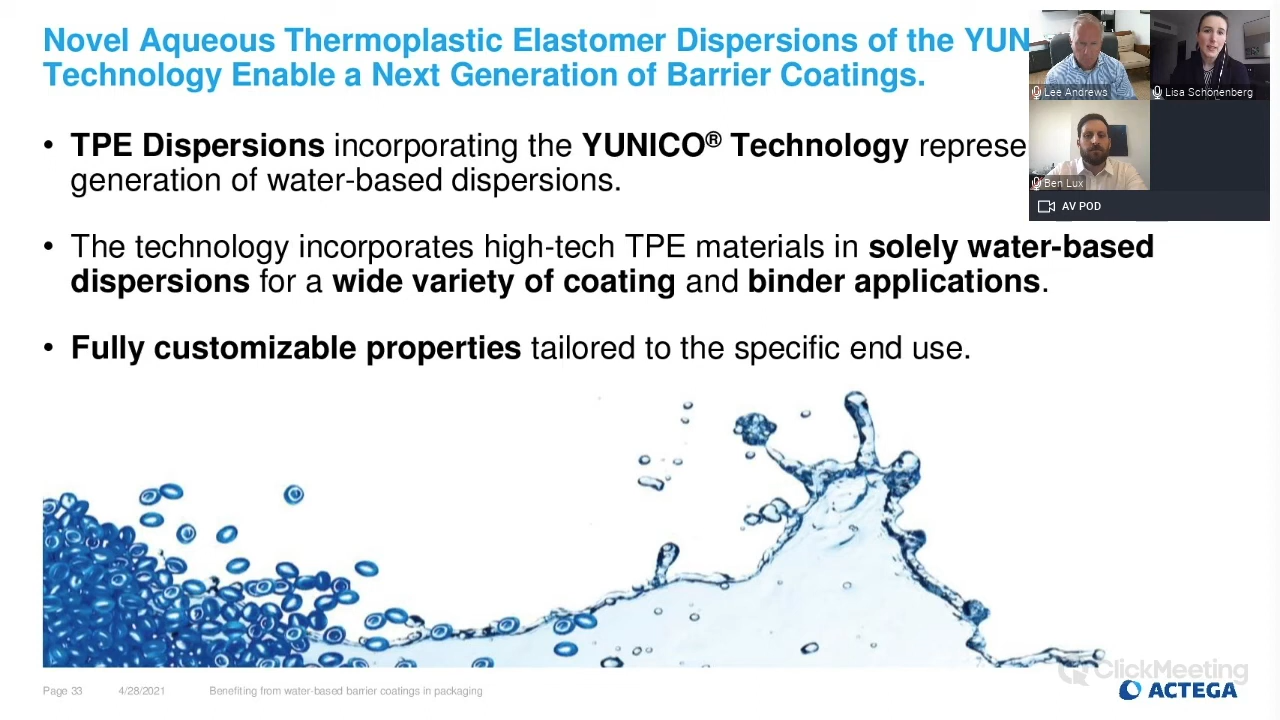 Novel Aqueous Thermoplastic Elastomer Dispersions of the YUN
Technology Enable a Next Generation of Barrier Coatings.
• TPE Dispersions incorporating the YUNICO® Technology represe
generation of water-based dispersions.
• The technology incorporates high-tech TPE materials in solely water-based
dispersions for a wide variety of coating and binder applications.
• Fully customizable properties tailored to the specific end use.
Lee Andrews
Lisa Schönenberg
Ben Lux
AV POD
ClickMeeting
Page 33 4/28/2021 Benefiting from water-based barrier coatings in packaging
ACTEGA